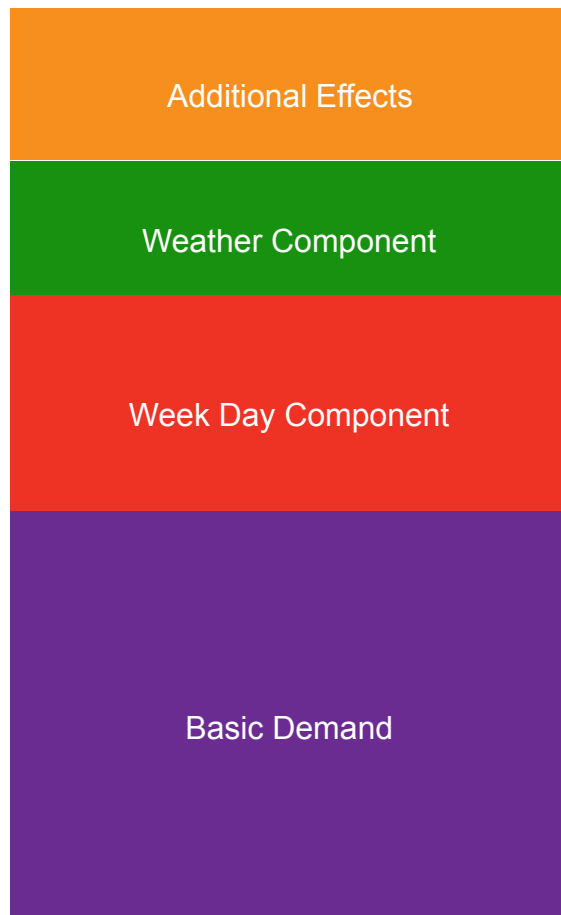 Additional Effects
Weather Component
Week Day Component
Basic Demand